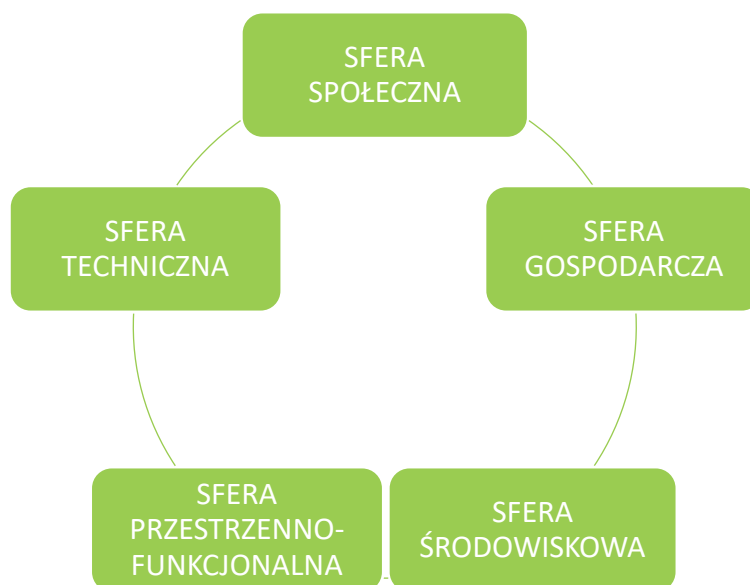 SFERA
SPOŁECZNA
SFERA
GOSPODARCZA
SFERA
ŚRODOWISKOWA
SFERA
PRZESTRZENNO-
FUNKCJONALNA
SFERA
TECHNICZNA